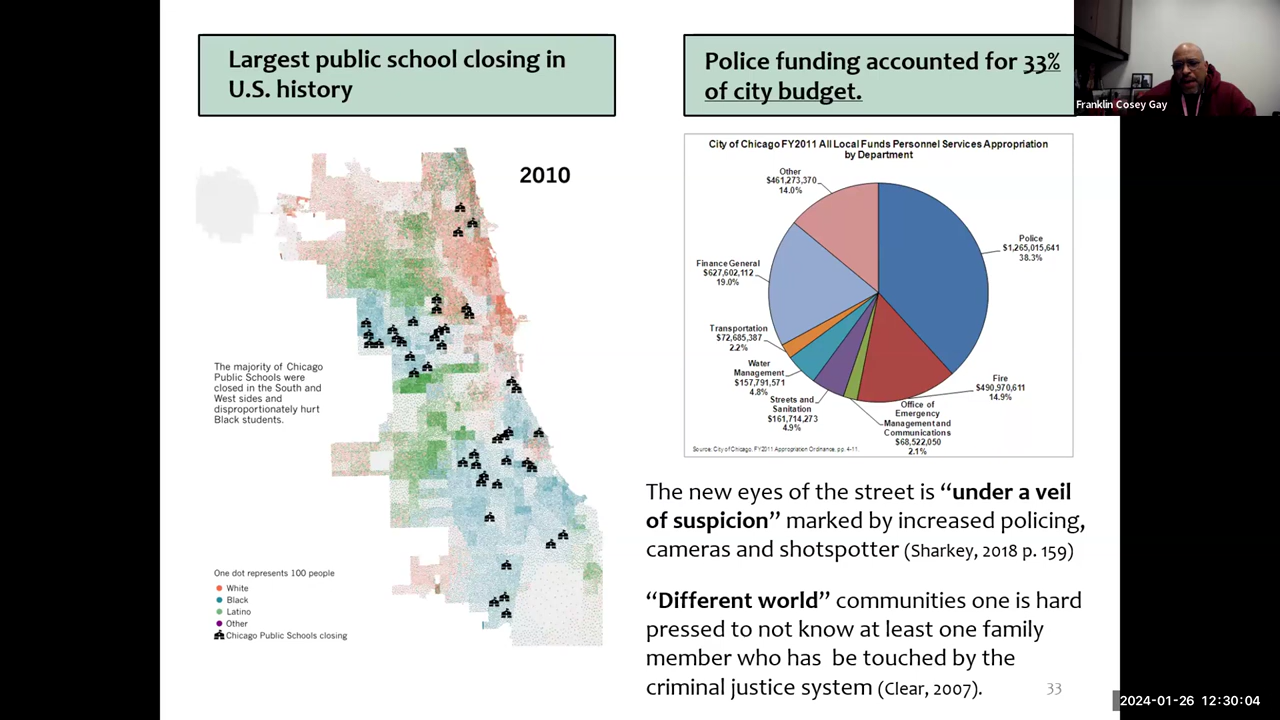 Largest public school closing in
U.S. history
Police funding accounted for 33%
of city budget.
Franklin Cosey Gay
2010
The majority of Chicago
Public Schools were
closed in the South and
West sides and
disproportionately hurt
Black students.
One dot represents 100 people
White
Black
Latino
Other
Chicago Public Schools closing
City of Chicago FY2011 All Local Funds Personnel Services Appropriation
by Department
Other
$461,273,370
14.0%
Police
$1,265,015,641
38.3%
Finance General
$627,602,112
19.0%
Transportation
$72,685,387
2.2%
Water
Management
$157,791,571
4.8%
Streets and
Sanitation
$161,714,273
4.9%
Office of
Emergency
Management and
Communications
$68,522,050
2.1%
Fire
$490,970,611
14.9%
Source: City of Chicago, FY2011 Appropriation Ordinance, pp. 4-11.
The new eyes of the street is “under a veil
of suspicion” marked by increased policing,
cameras and shotspotter (Sharkey, 2018 p. 159)
“Different world” communities one is hard
pressed to not know at least one family
member who has be touched by the
criminal justice system (Clear, 2007).
33
2024-01-26 12:30:04